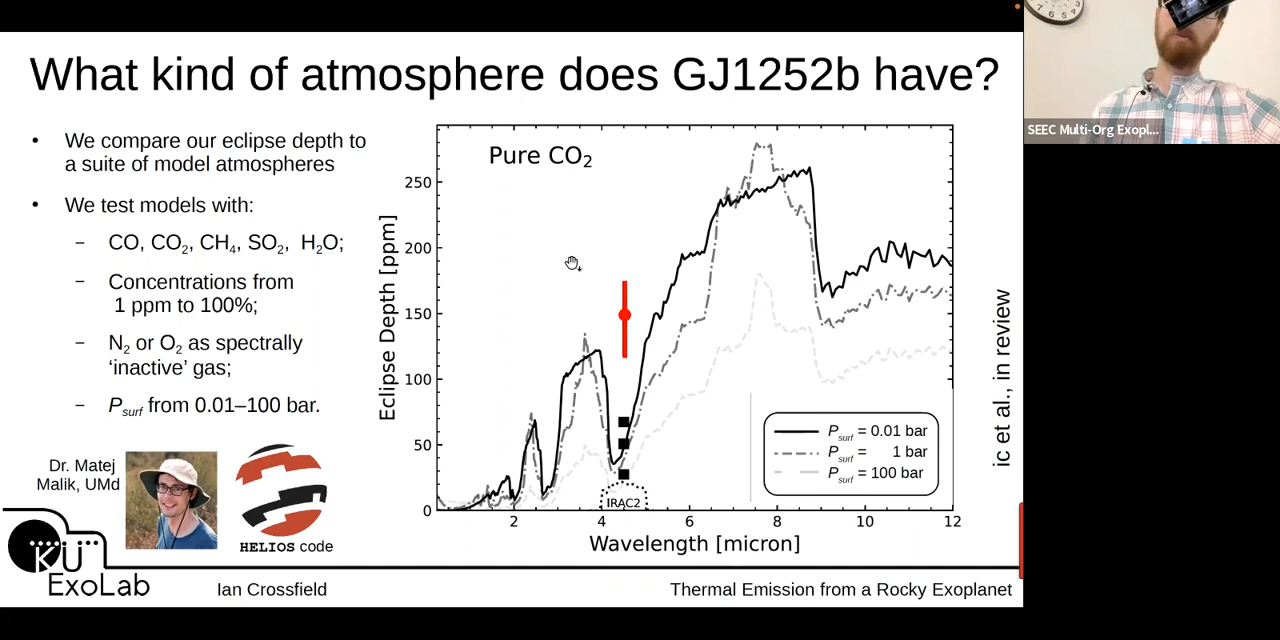 What kind of atmosphere does GJ1252b have?
• We compare our eclipse depth to
a suite of model atmospheres
• We test models with:
– CO, CO₂, CH₄, SO₂, H₂O;
– Concentrations from
1 ppm to 100%;
– N₂ or O₂ as spectrally
‘inactive’ gas;
– P_surf from 0.01–100 bar.
Dr. Matej
Malik, UMd
HELIOS code
KU
ExoLab
Ian Crossfield
Thermal Emission from a Rocky Exoplanet
Pure CO₂
Eclipse Depth [ppm]
250
200
150
100
50
0
2 4 6 8 10 12
Wavelength [micron]
IRAC2
P_surf = 0.01 bar
P_surf = 1 bar
P_surf = 100 bar
ic et al., in review
SEEC Multi-Org Exopl...